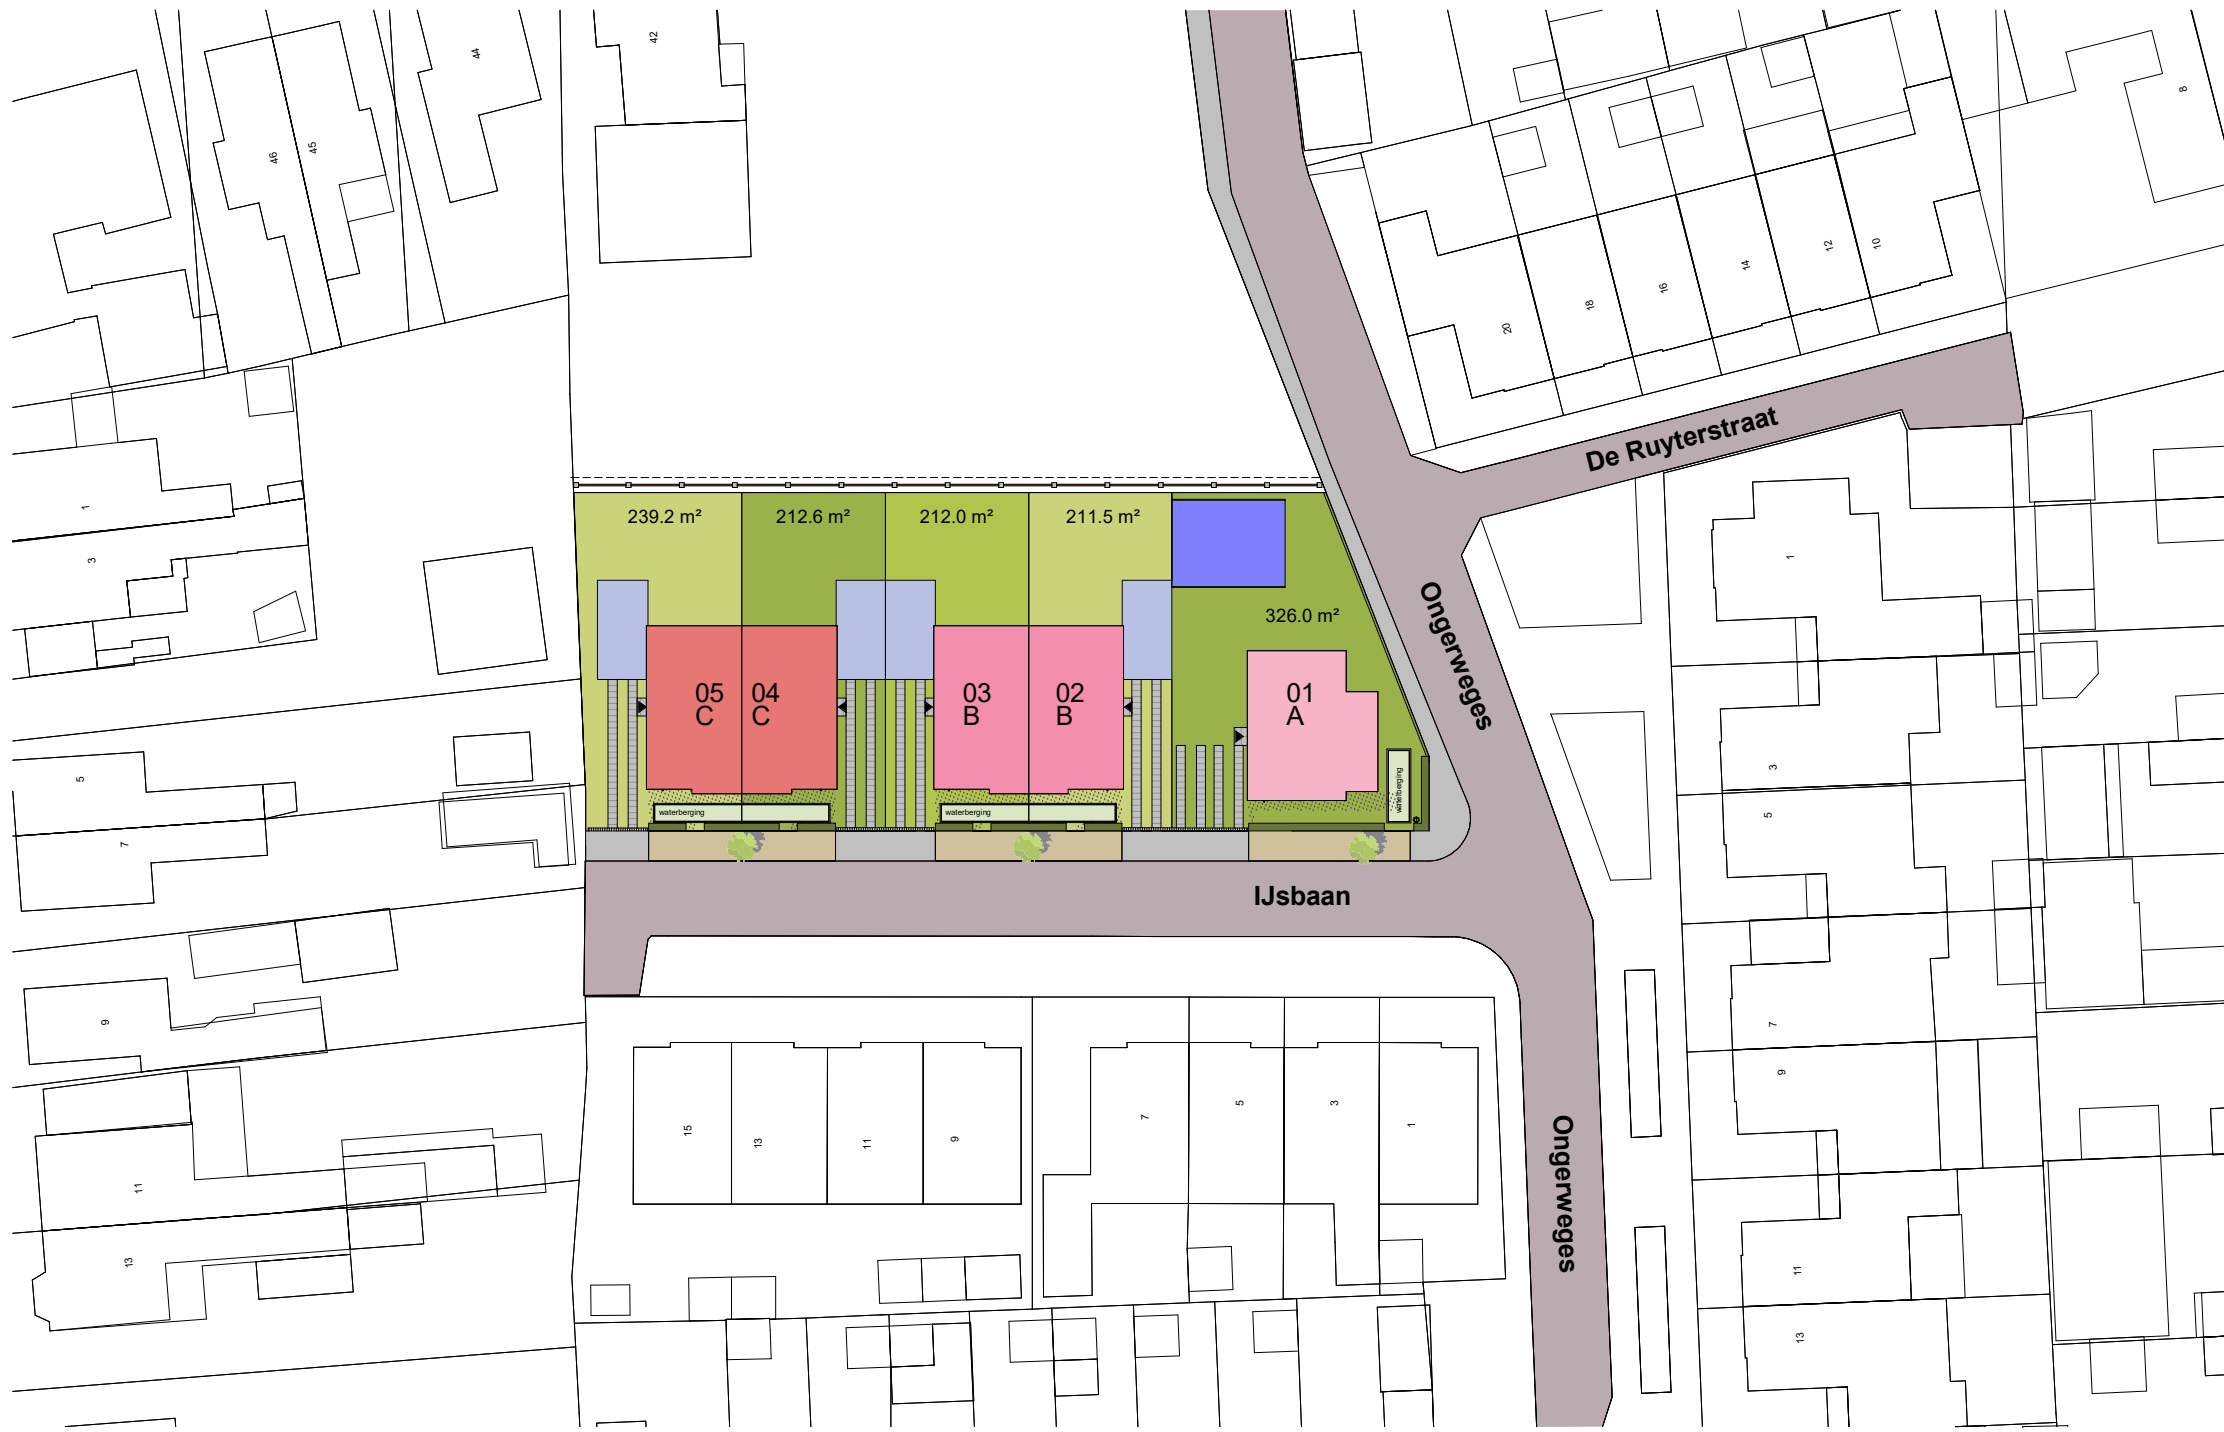 42
44
45
46
8
12
10
14
16
18
20
De Ruyterstraat
1
3
239.2 m²
212.6 m²
212.0 m²
211.5 m²
326.0 m²
Ongerweges
05
C
04
C
03
B
02
B
01
A
waterberging
waterberging
waterberging
IJsbaan
5
7
9
11
13
15
13
11
9
7
5
3
1
Ongerweges
1
3
5
7
9
11
13